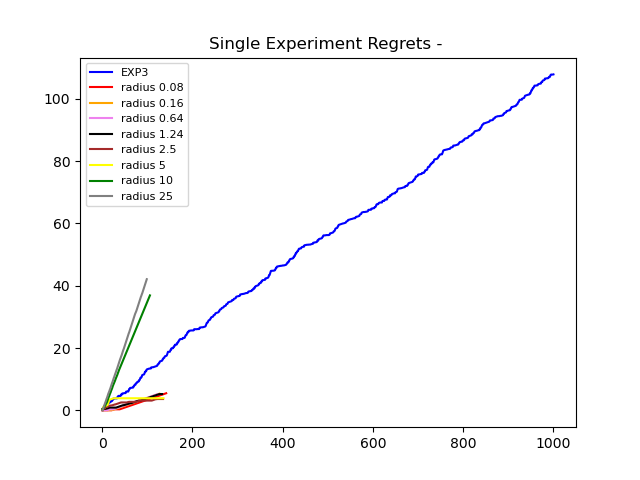 Single Experiment Regrets -
EXP3
radius 0.08
radius 0.16
radius 0.64
radius 1.24
radius 2.5
radius 5
radius 10
radius 25
100
80
60
40
20
0
0 200 400 600 800 1000